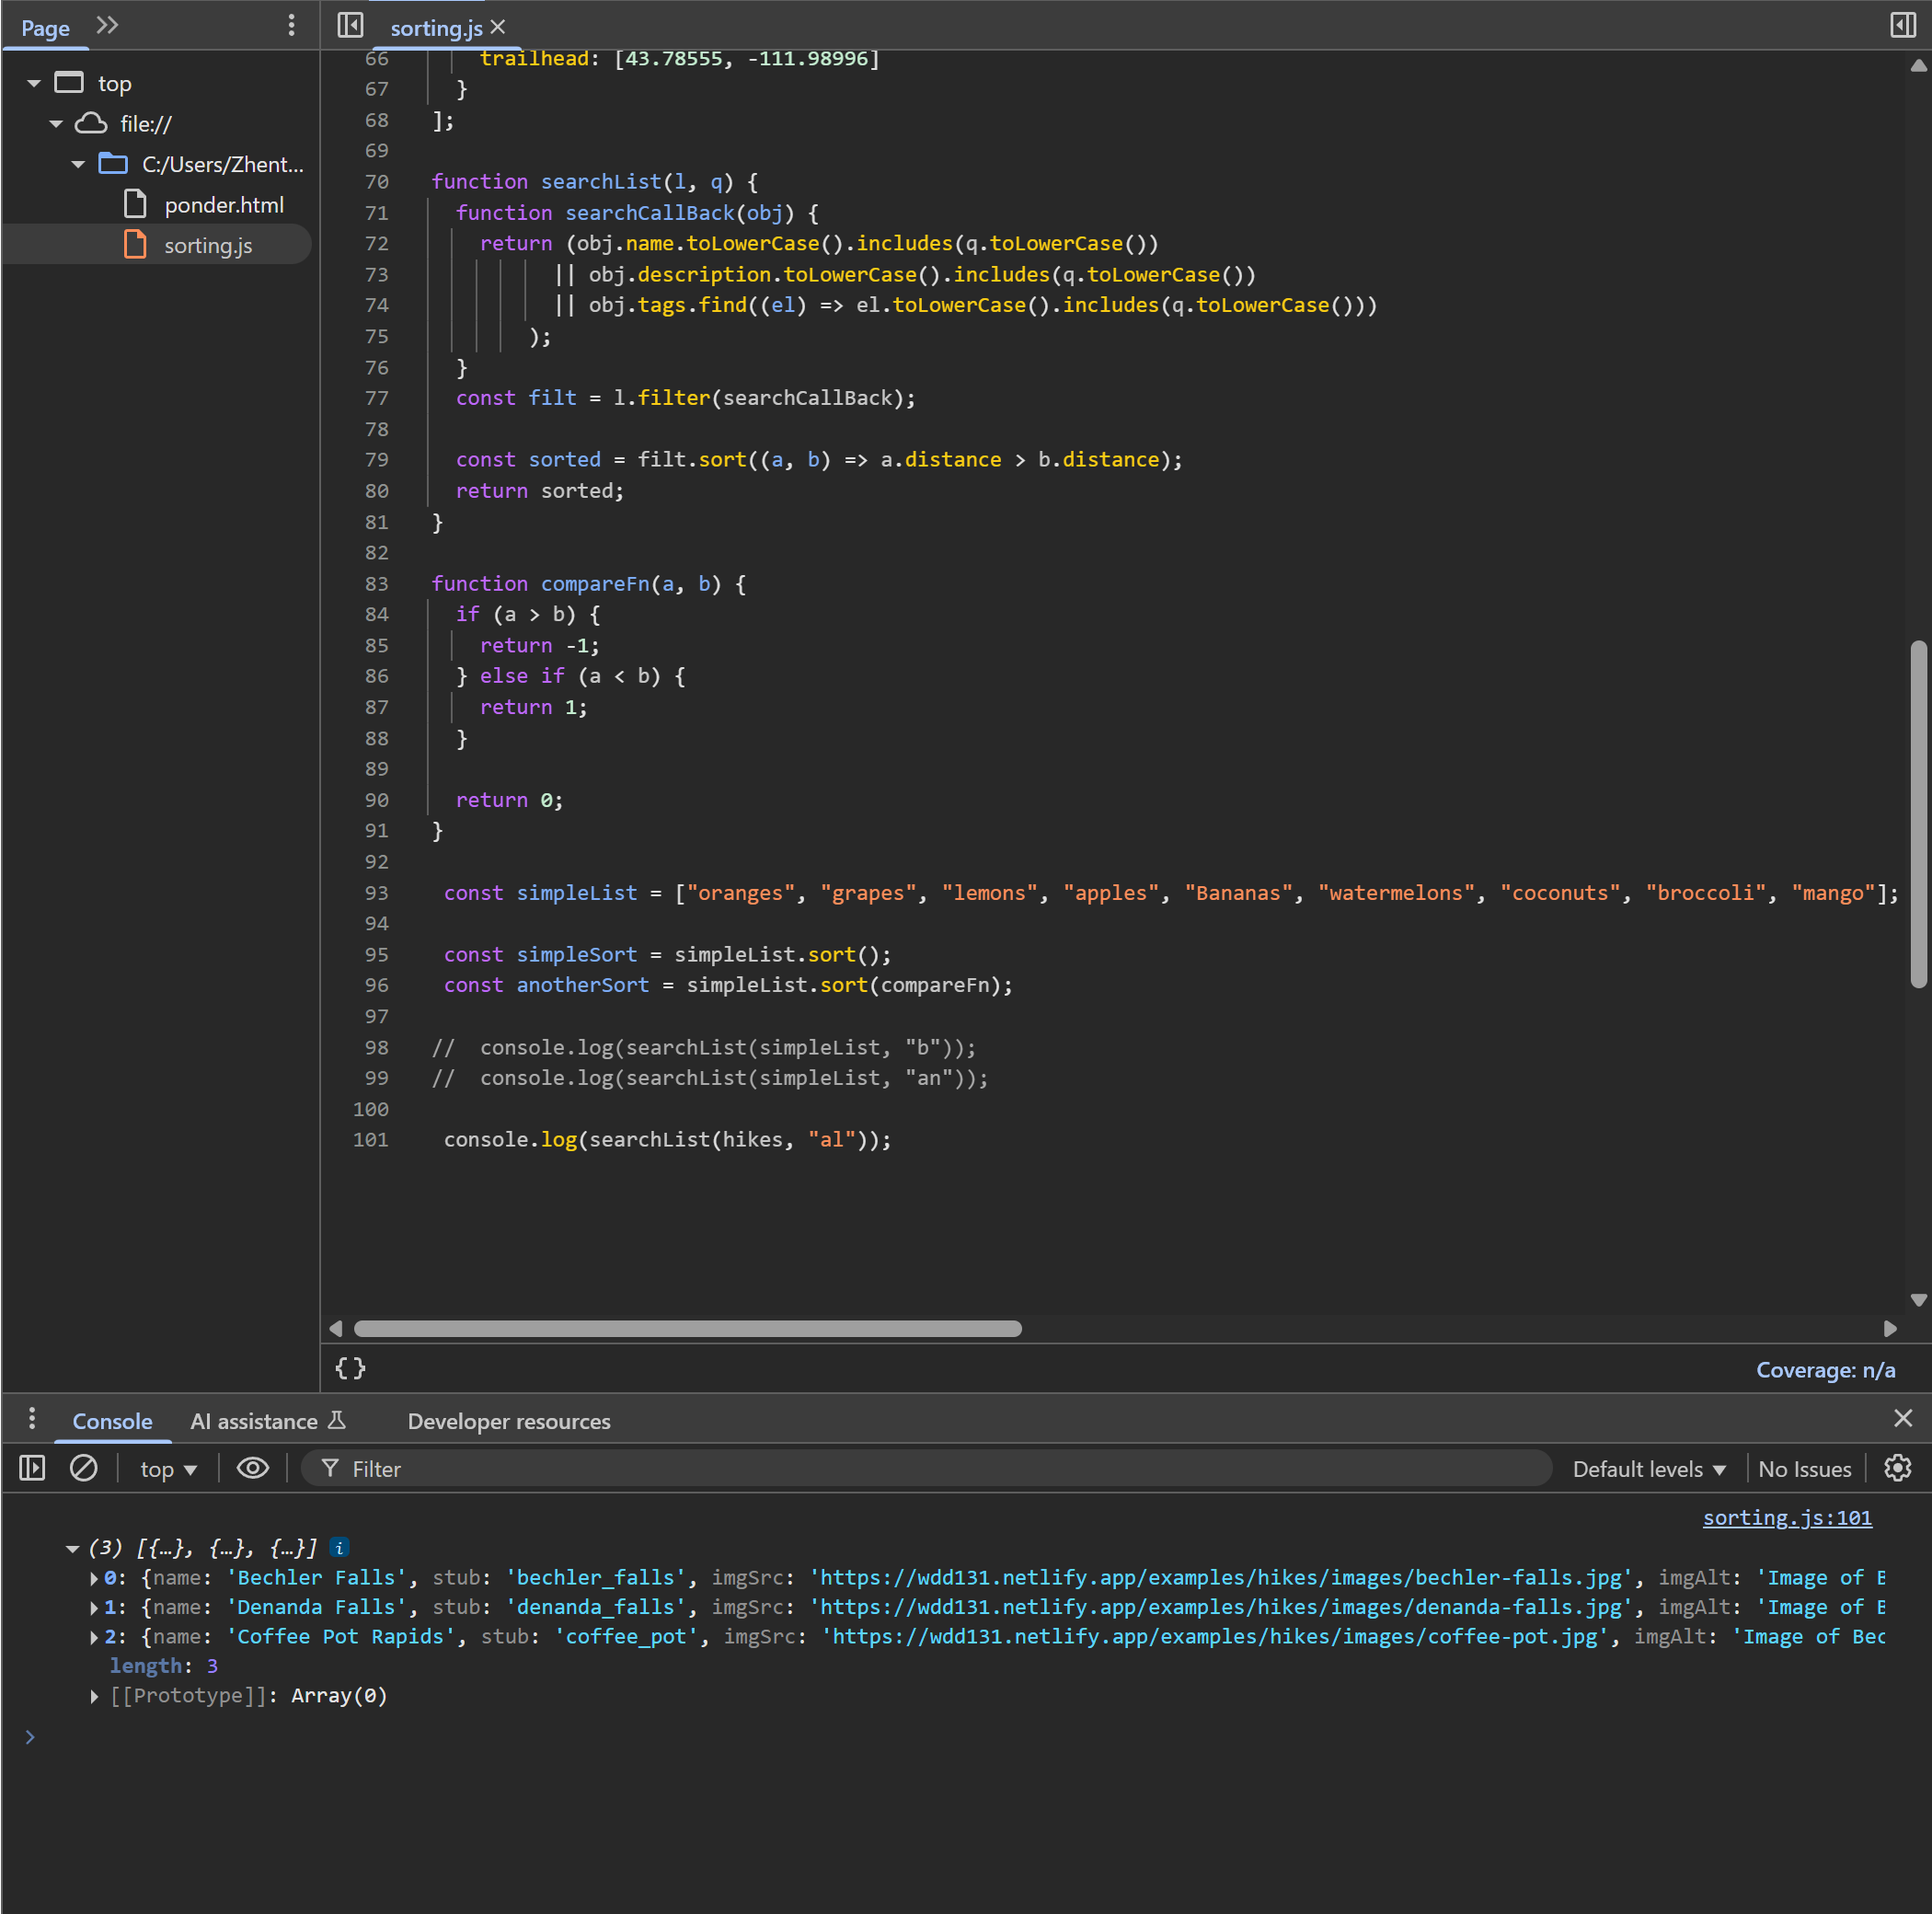 Page
sorting.js
top
file://
C:/Users/Zhent...
ponder.html
sorting.js
66 trailhead: [43.78555, -111.98996]
67 }
68 ];
69
70 function searchList(l, q) {
71 function searchCallBack(obj) {
72 return (obj.name.toLowerCase().includes(q.toLowerCase())
73 || obj.description.toLowerCase().includes(q.toLowerCase())
74 || obj.tags.find((el) => el.toLowerCase().includes(q.toLowerCase()))
75 );
76 }
77 const filt = l.filter(searchCallBack);
78
79 const sorted = filt.sort((a, b) => a.distance > b.distance);
80 return sorted;
81 }
82
83 function compareFn(a, b) {
84 if (a > b) {
85 return -1;
86 } else if (a < b) {
87 return 1;
88 }
89
90 return 0;
91 }
92
93 const simpleList = ["oranges", "grapes", "lemons", "apples", "Bananas", "watermelons", "coconuts", "broccoli", "mango"];
94
95 const simpleSort = simpleList.sort();
96 const anotherSort = simpleList.sort(compareFn);
97
98 // console.log(searchList(simpleList, "b"));
99 // console.log(searchList(simpleList, "an"));
100
101 console.log(searchList(hikes, "al"));
{}
Coverage: n/a
Console AI assistance Developer resources
top Filter Default levels No Issues
sorting.js:101
(3) [{…}, {…}, {…}] i
0: {name: 'Bechler Falls', stub: 'bechler_falls', imgSrc: 'https://wdd131.netlify.app/examples/hikes/images/bechler-falls.jpg', imgAlt: 'Image of B
1: {name: 'Denanda Falls', stub: 'denanda_falls', imgSrc: 'https://wdd131.netlify.app/examples/hikes/images/denanda-falls.jpg', imgAlt: 'Image of B
2: {name: 'Coffee Pot Rapids', stub: 'coffee_pot', imgSrc: 'https://wdd131.netlify.app/examples/hikes/images/coffee-pot.jpg', imgAlt: 'Image of Bec
length: 3
[[Prototype]]: Array(0)